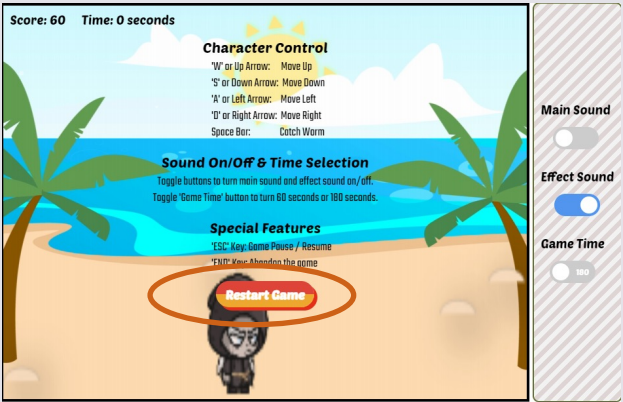 Score: 60 Time: 0 seconds
Character Control
'W' or Up Arrow: Move Up
'S' or Down Arrow: Move Down
'A' or Left Arrow: Move Left
'D' or Right Arrow: Move Right
Space Bar: Catch Worm
Sound On/Off & Time Selection
Toggle buttons to turn main sound and effect sound on/off.
Toggle 'Game Time' button to turn 60 seconds or 180 seconds.
Special Features
'ESC' Key: Game Pause / Resume
'END' Key: Abandon the game
Restart Game
Main Sound
Effect Sound
Game Time
180